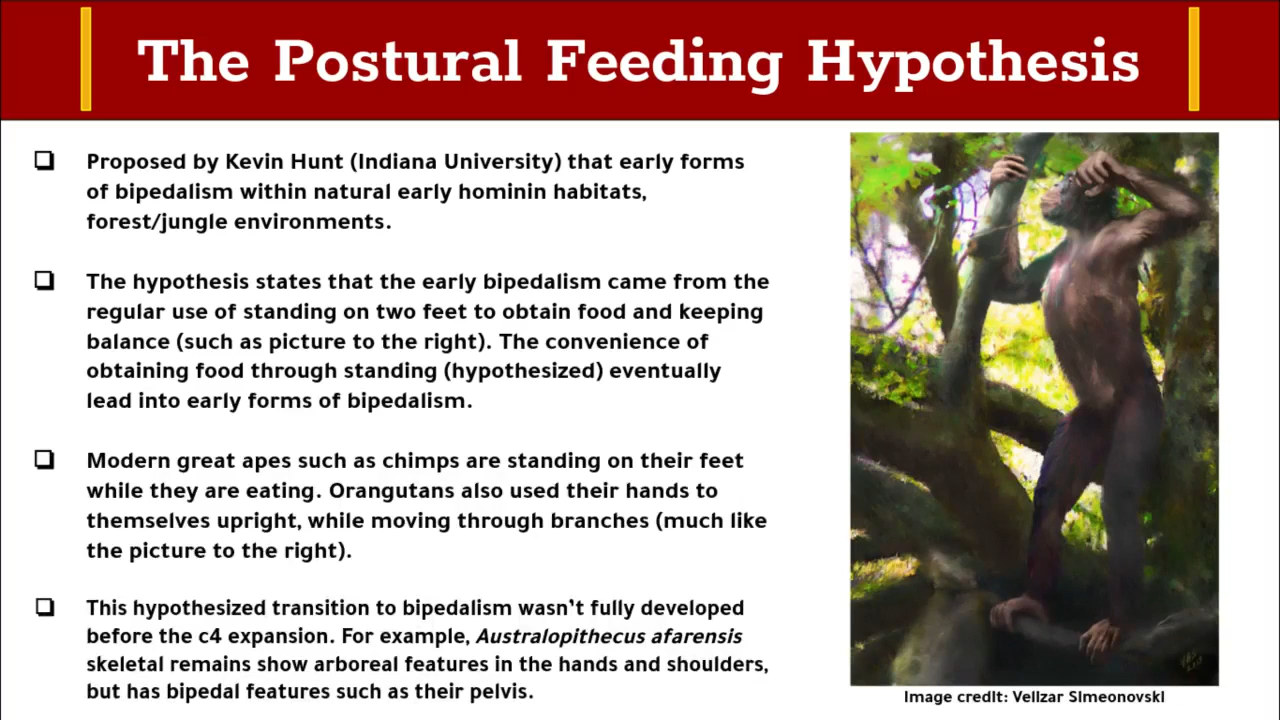 The Postural Feeding Hypothesis
Proposed by Kevin Hunt (Indiana University) that early forms
of bipedalism within natural early hominin habitats,
forest/jungle environments.
The hypothesis states that the early bipedalism came from the
regular use of standing on two feet to obtain food and keeping
balance (such as picture to the right). The convenience of
obtaining food through standing (hypothesized) eventually
lead into early forms of bipedalism.
Modern great apes such as chimps are standing on their feet
while they are eating. Orangutans also used their hands to
themselves upright, while moving through branches (much like
the picture to the right).
This hypothesized transition to bipedalism wasn't fully developed
before the c4 expansion. For example, Australopithecus afarensis
skeletal remains show arboreal features in the hands and shoulders,
but has bipedal features such as their pelvis.
Image credit: Velizar Simeonovski